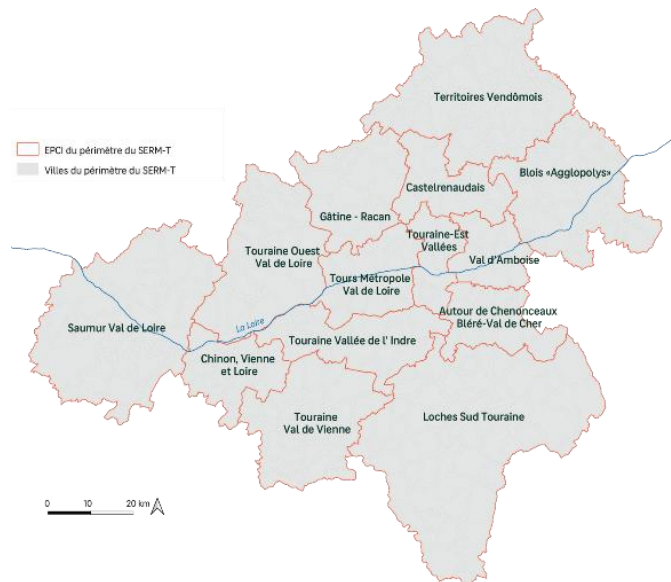 Territoires Vendômois
EPCI du périmètre du SERM-T
Villes du périmètre du SERM-T
Blois «Agglopolys»
Castelrenaudais
Gâtine - Racan
Touraine-Est
Vallées
Touraine Ouest
Val de Loire
Val d'Amboise
Tours Métropole
Val de Loire
Autour de Chenonceaux
Bléré-Val de Cher
La Loire
Saumur Val de Loire
Touraine Vallée de l' Indre
Chinon, Vienne
et Loire
Touraine
Val de Vienne
Loches Sud Touraine
0 10 20 km